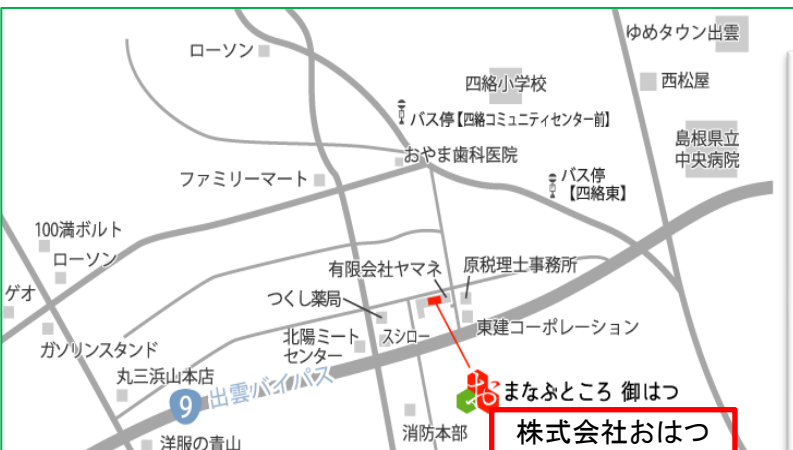 ゆめタウン出雲
ローソン
四絡小学校
西松屋
バス停【四絡コミュニティセンター前】
島根県立
中央病院
おやま歯科医院
ファミリーマート
バス停
【四絡東】
100満ボルト
ローソン
有限会社ヤマネ
原税理士事務所
ゲオ
つくし薬局
北陽ミート
センター
スシロー
東建コーポレーション
ガソリンスタンド
丸三浜山本店
9
出雲バイパス
お
まなぶところ 御はつ
消防本部
株式会社おはつ
洋服の青山